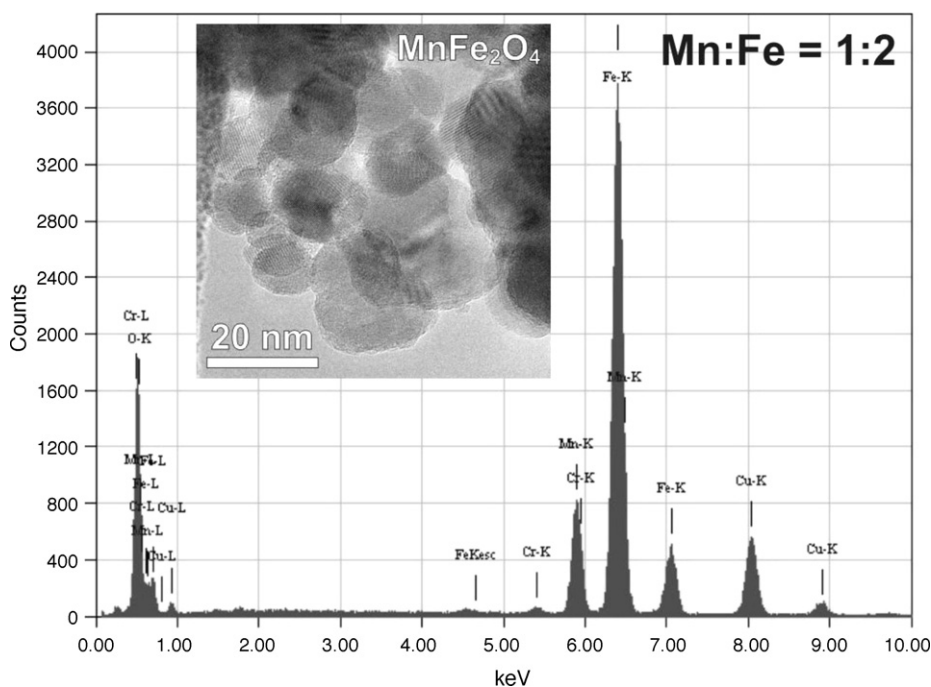 Mn:Fe = 1:2
MnFe₂O₄
20 nm
Counts
4000
3600
3200
2800
2400
2000
1600
1200
800
400
0
Fe-K
Cr-L
O-K
Mn-K
Mn-K
Cr-K
Fe-L
Fe-L
Cr-L
Cu-L
Mn-L
Cu-L
Fe-K
Cu-K
FeKesc
Cr-K
Cu-K
0.00 1.00 2.00 3.00 4.00 5.00 6.00 7.00 8.00 9.00 10.00
keV